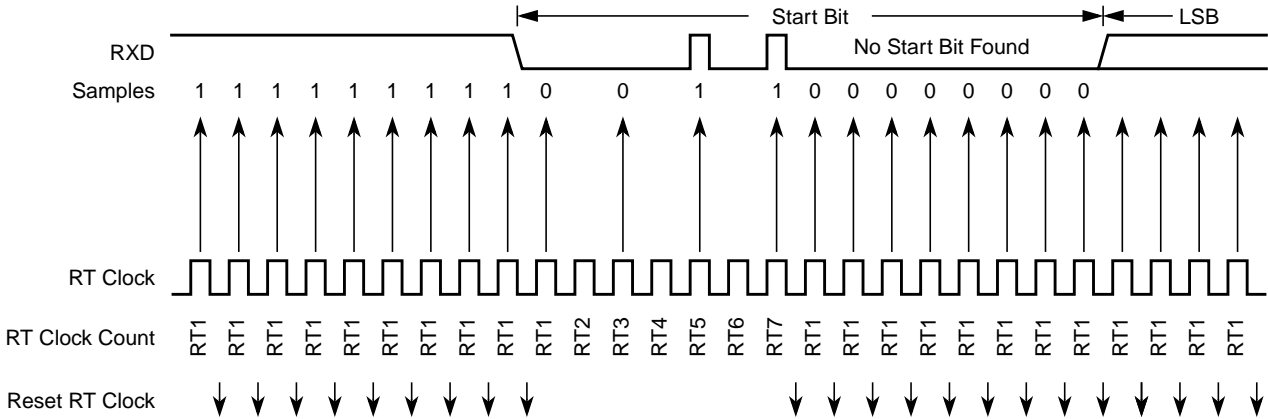 Start Bit
LSB
RXD
No Start Bit Found
Samples 1 1 1 1 1 1 1 1 1 0 0 1 1 0 0 0 0 0 0 0 0
RT Clock
RT Clock Count RT1 RT1 RT1 RT1 RT1 RT1 RT1 RT1 RT1 RT1 RT2 RT3 RT4 RT5 RT6 RT7 RT1 RT1 RT1 RT1 RT1 RT1 RT1 RT1 RT1 RT1 RT1 RT1
Reset RT Clock